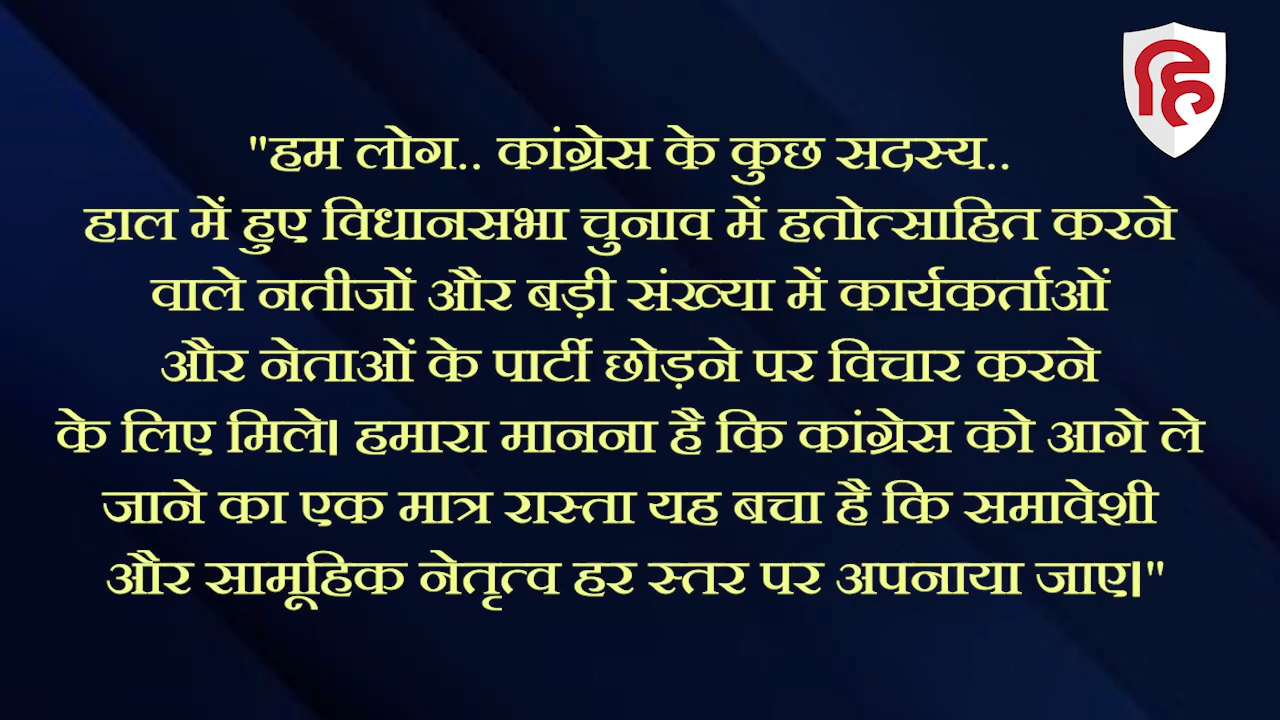 "हम लोग.. कांग्रेस के कुछ सदस्य..
हाल में हुए विधानसभा चुनाव में हतोत्साहित करने
वाले नतीजों और बड़ी संख्या में कार्यकर्ताओं
और नेताओं के पार्टी छोड़ने पर विचार करने
के लिए मिले। हमारा मानना है कि कांग्रेस को आगे ले
जाने का एक मात्र रास्ता यह बचा है कि समावेशी
और सामूहिक नेतृत्व हर स्तर पर अपनाया जाए।"
हि